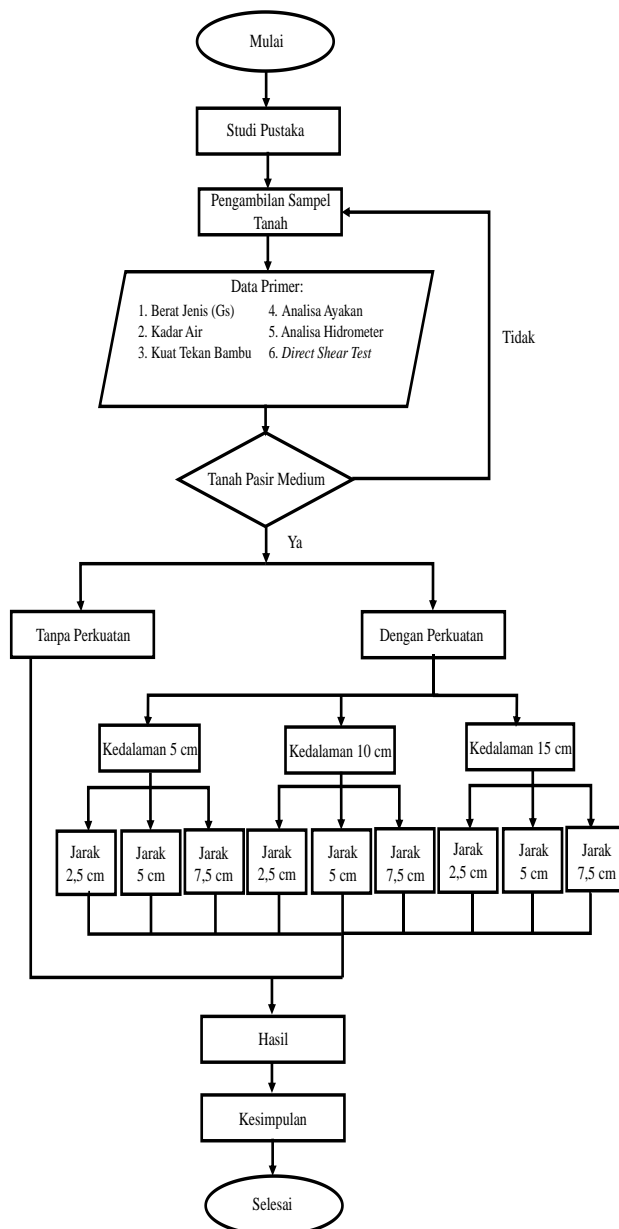 Mulai
Studi Pustaka
Pengambilan Sampel
Tanah
Data Primer:
1. Berat Jenis (Gs)
2. Kadar Air
3. Kuat Tekan Bambu
4. Analisa Ayakan
5. Analisa Hidrometer
6. Direct Shear Test
Tidak
Tanah Pasir Medium
Ya
Tanpa Perkuatan
Dengan Perkuatan
Kedalaman 5 cm
Kedalaman 10 cm
Kedalaman 15 cm
Jarak
2,5 cm
Jarak
5 cm
Jarak
7,5 cm
Jarak
2,5 cm
Jarak
5 cm
Jarak
7,5 cm
Jarak
2,5 cm
Jarak
5 cm
Jarak
7,5 cm
Hasil
Kesimpulan
Selesai